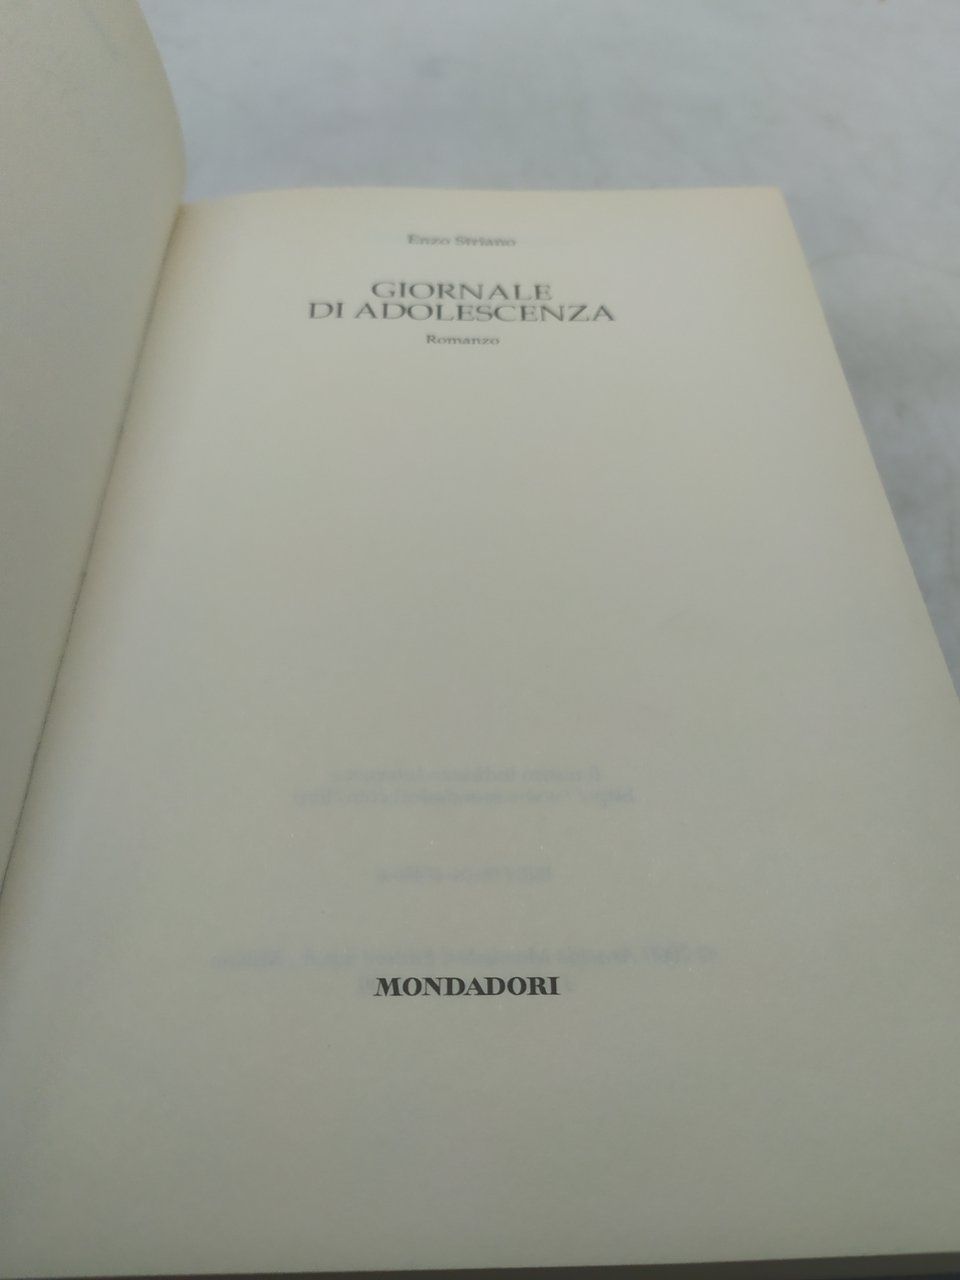 Enzo Striano
GIORNALE
DI ADOLESCENZA
Romanzo
MONDADORI